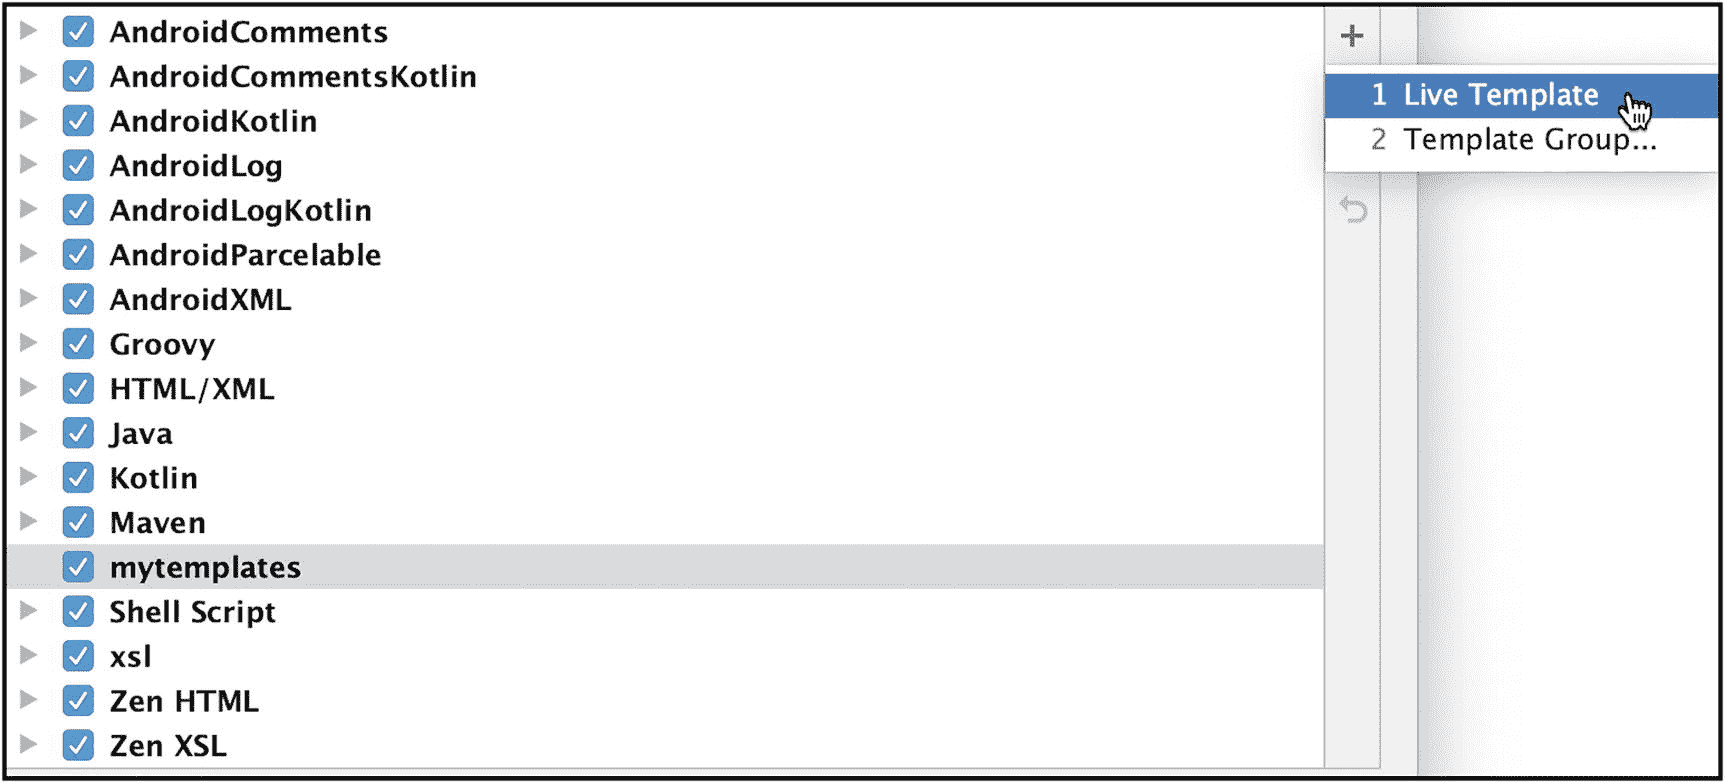 AndroidComments
AndroidCommentsKotlin
AndroidKotlin
AndroidLog
AndroidLogKotlin
AndroidParcelable
AndroidXML
Groovy
HTML/XML
Java
Kotlin
Maven
mytemplates
Shell Script
xsl
Zen HTML
Zen XSL
1 Live Template
2 Template Group...